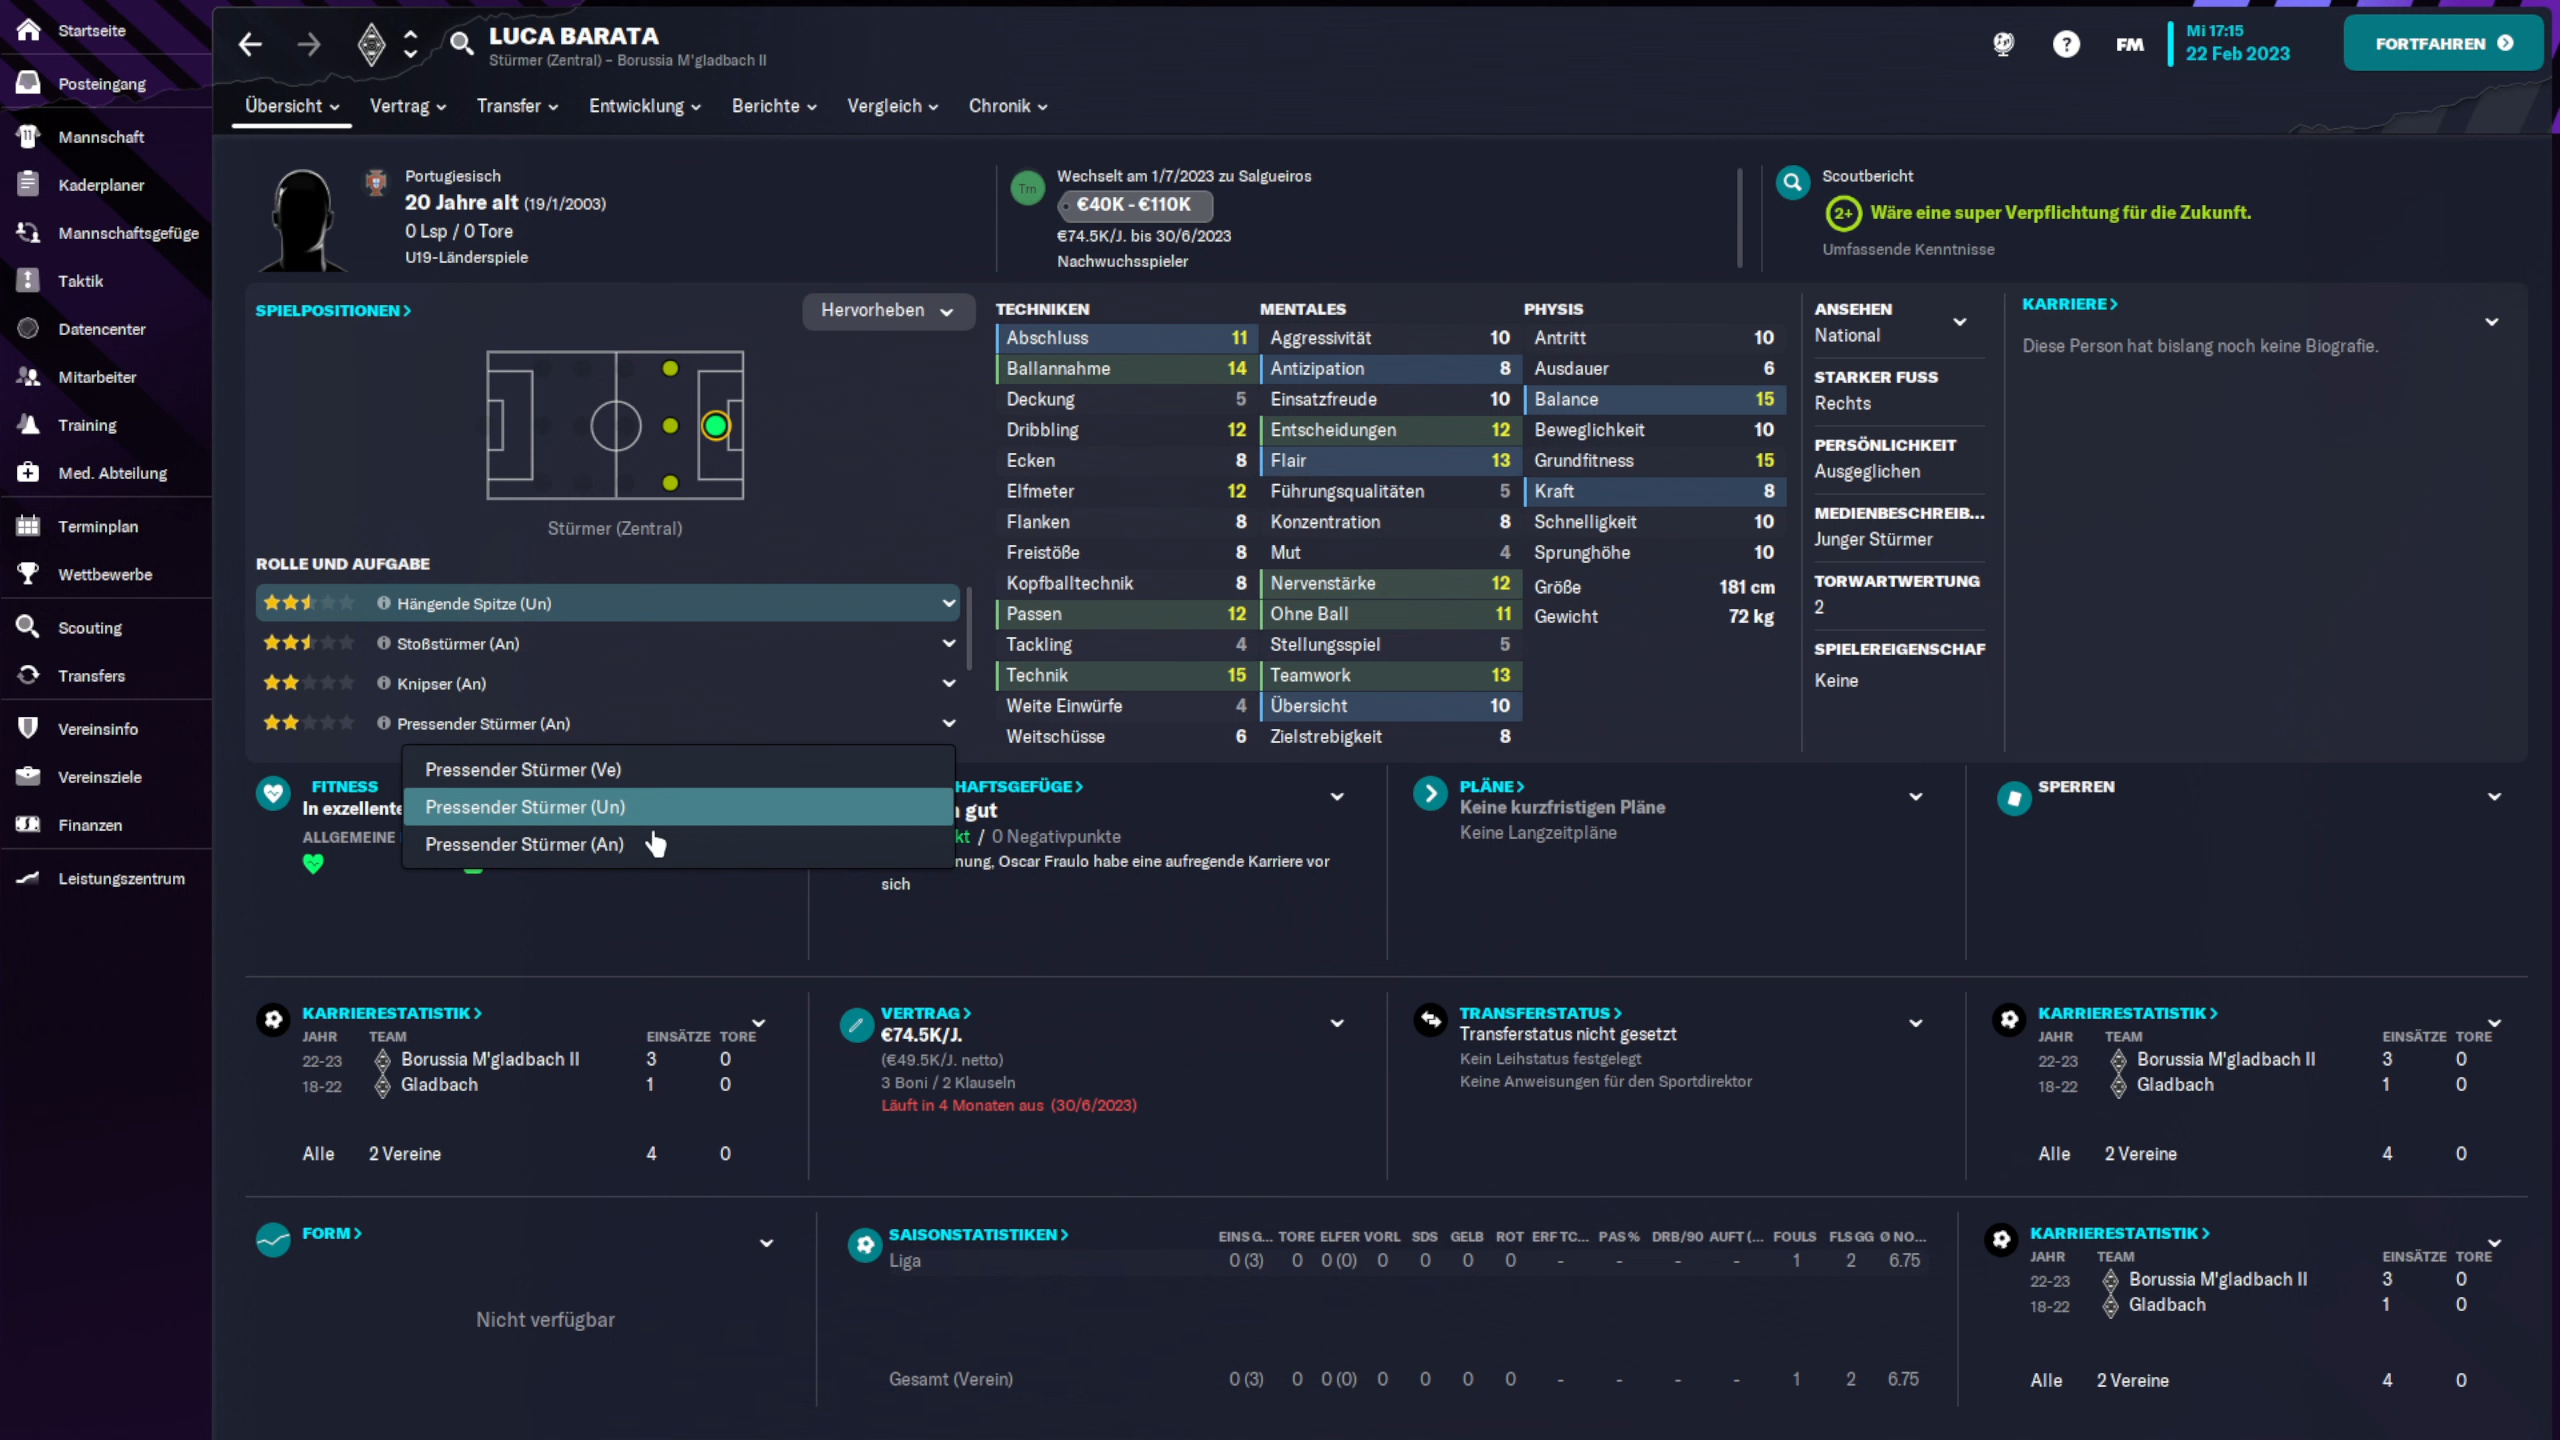 Startseite
Posteingang
Mannschaft
Kaderplaner
Mannschaftsgefüge
Taktik
Datencenter
Mitarbeiter
Training
Med. Abteilung
Terminplan
Wettbewerbe
Scouting
Transfers
Vereinsinfo
Vereinsziele
Finanzen
Leistungszentrum
LUCA BARATA
Stürmer (Zentral) – Borussia M'gladbach II
? FM
Mi 17:15
22 Feb 2023
FORTFAHREN
Übersicht Vertrag Transfer Entwicklung Berichte Vergleich Chronik
Portugiesisch
20 Jahre alt (19/1/2003)
0 Lsp / 0 Tore
U19-Länderspiele
Trn
Wechselt am 1/7/2023 zu Salgueiros
€40K - €110K
€74.5K/J. bis 30/6/2023
Nachwuchsspieler
Scoutbericht
2+ Wäre eine super Verpflichtung für die Zukunft.
Umfassende Kenntnisse
SPIELPOSITIONEN
Hervorheben
Stürmer (Zentral)
ROLLE UND AUFGABE
Hängende Spitze (Un)
Stoßstürmer (An)
Knipser (An)
Pressender Stürmer (An)
Pressender Stürmer (Ve)
Pressender Stürmer (Un)
Pressender Stürmer (An)
TECHNIKEN
Abschluss 11
Ballannahme 14
Deckung 5
Dribbling 12
Ecken 8
Elfmeter 12
Flanken 8
Freistöße 8
Kopfballtechnik 8
Passen 12
Tackling 4
Technik 15
Weite Einwürfe 4
Weitschüsse 6
MENTALES
Aggressivität 10
Antizipation 8
Einsatzfreude 10
Entscheidungen 12
Flair 13
Führungsqualitäten 5
Konzentration 8
Mut 4
Nervenstärke 12
Ohne Ball 11
Stellungsspiel 5
Teamwork 13
Übersicht 10
Zielstrebigkeit 8
PHYSIS
Antritt 10
Ausdauer 6
Balance 15
Beweglichkeit 10
Grundfitness 15
Kraft 8
Schnelligkeit 10
Sprunghöhe 10
Größe 181 cm
Gewicht 72 kg
ANSEHEN
National
STARKER FUSS
Rechts
PERSÖNLICHKEIT
Ausgeglichen
MEDIENBESCHREIB...
Junger Stürmer
TORWARTWERTUNG
2
SPIELEREIGENSCHAF
Keine
KARRIERE
Diese Person hat bislang noch keine Biografie.
FITNESS
In exzellente
ALLGEMEINE
HAFTSGEFÜGE
gut
kt / 0 Negativpunkte
nung, Oscar Fraulo habe eine aufregende Karriere vor
sich
PLÄNE
Keine kurzfristigen Pläne
Keine Langzeitpläne
SPERREN
KARRIERESTATISTIK
JAHR TEAM EINSÄTZE TORE
22-23 Borussia M'gladbach II 3 0
18-22 Gladbach 1 0
Alle 2 Vereine 4 0
VERTRAG
€74.5K/J.
(€49.5K/J. netto)
3 Boni / 2 Klauseln
Läuft in 4 Monaten aus (30/6/2023)
TRANSFERSTATUS
Transferstatus nicht gesetzt
Kein Leihstatus festgelegt
Keine Anweisungen für den Sportdirektor
KARRIERESTATISTIK
JAHR TEAM EINSÄTZE TORE
22-23 Borussia M'gladbach II 3 0
18-22 Gladbach 1 0
Alle 2 Vereine 4 0
FORM
Nicht verfügbar
SAISONSTATISTIKEN EINS G... TORE ELFER VORL SDS GELB ROT ERF TC... PAS% DRB/90 AUFT (... FOULS FLS GG Ø NO...
Liga 0 (3) 0 0 (0) 0 0 0 0 - - - - 1 2 6.75
Gesamt (Verein) 0 (3) 0 0 (0) 0 0 0 0 - - - - 1 2 6.75
KARRIERESTATISTIK
JAHR TEAM EINSÄTZE TORE
22-23 Borussia M'gladbach II 3 0
18-22 Gladbach 1 0
Alle 2 Vereine 4 0